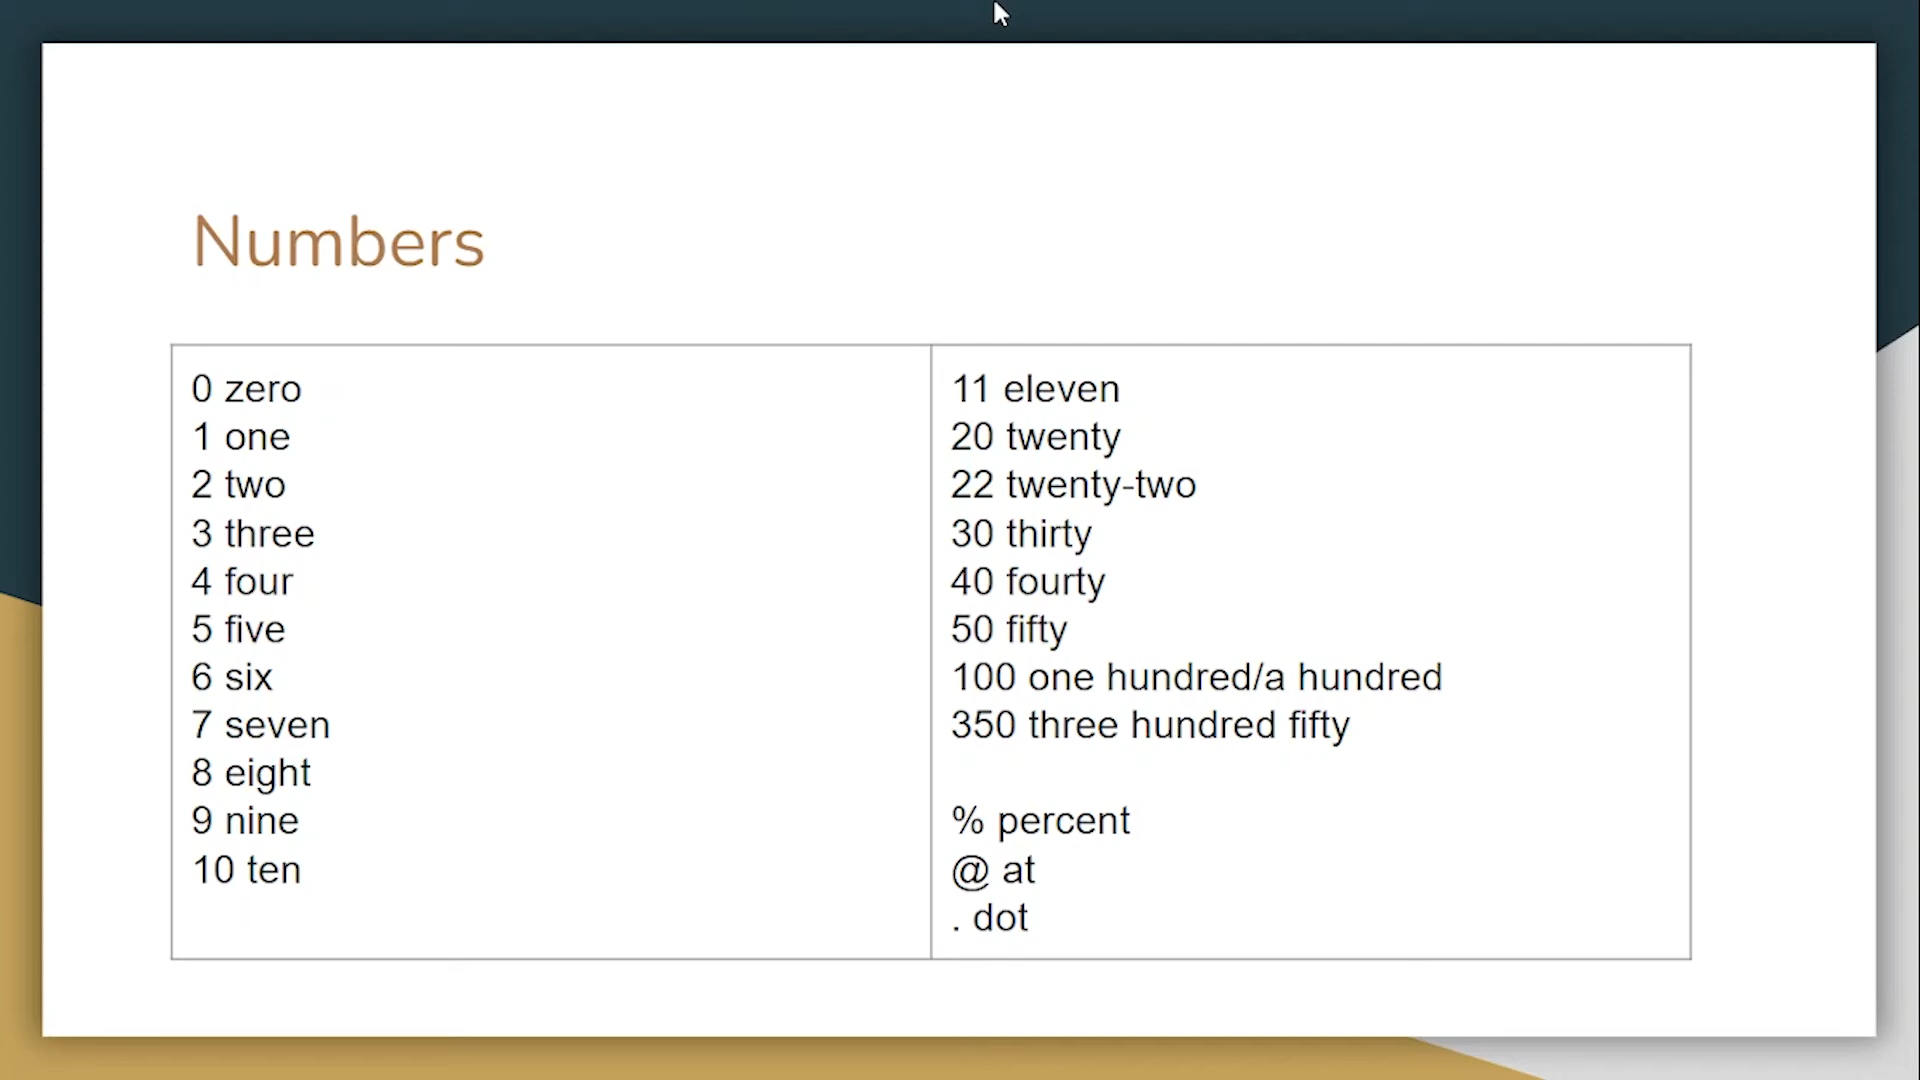 Numbers
0 zero
1 one
2 two
3 three
4 four
5 five
6 six
7 seven
8 eight
9 nine
10 ten
11 eleven
20 twenty
22 twenty-two
30 thirty
40 fourty
50 fifty
100 one hundred/a hundred
350 three hundred fifty
% percent
@ at
. dot